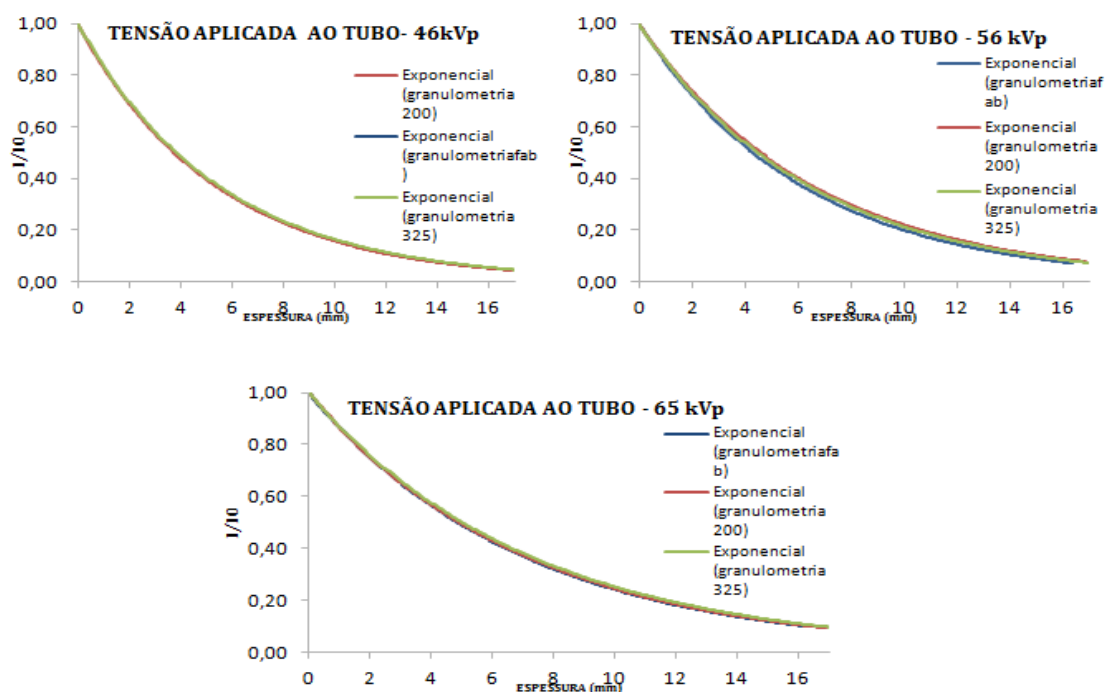 TENSÃO APLICADA AO TUBO- 46kVp
1,00
0,80
0,60
0,40
0,20
0,00
I/I0
Exponencial
(granulometria
200)
Exponencial
(granulometriafab
)
Exponencial
(granulometria
325)
0 2 4 6 8 10 12 14 16
ESPESSURA (mm)
TENSÃO APLICADA AO TUBO - 56 kVp
1,00
0,80
0,60
0,40
0,20
0,00
I/I0
Exponencial
(granulometriaf
ab)
Exponencial
(granulometria
200)
Exponencial
(granulometria
325)
0 2 4 6 8 10 12 14 16
ESPESSURA (mm)
TENSÃO APLICADA AO TUBO - 65 kVp
1,00
0,80
0,60
0,40
0,20
0,00
I/I0
Exponencial
(granulometriafa
b)
Exponencial
(granulometria
200)
Exponencial
(granulometria
325)
0 2 4 6 8 10 12 14 16
ESPESSURA (mm)